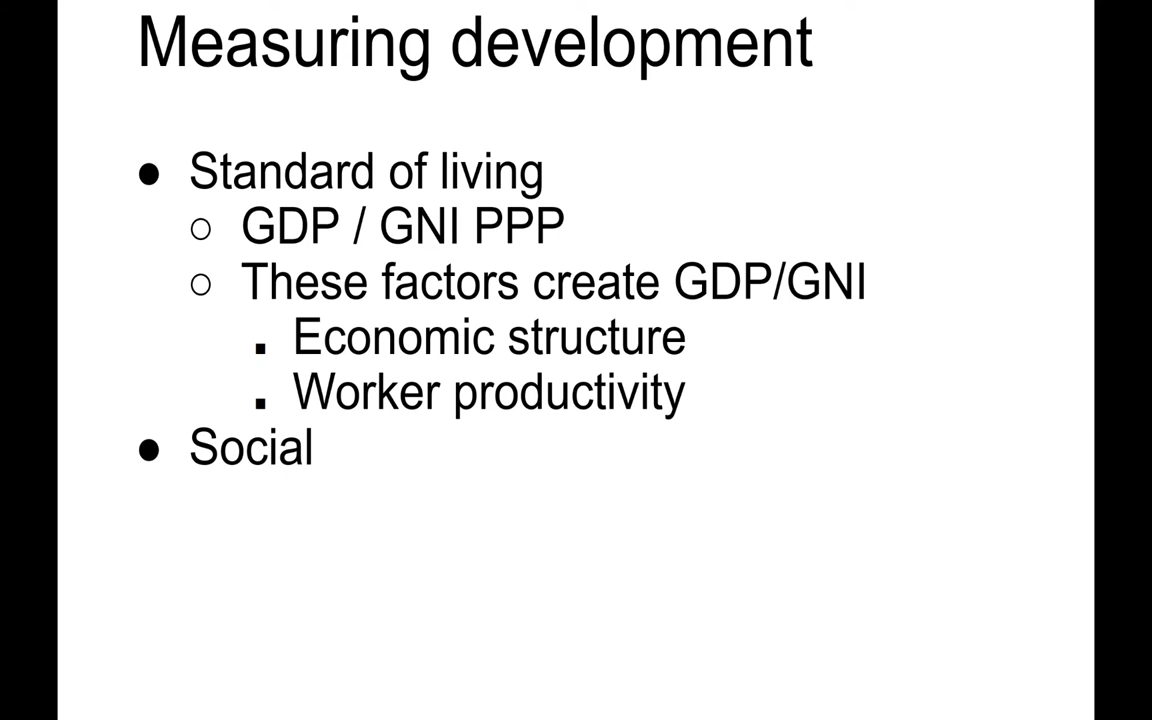 Measuring development
● Standard of living
○ GDP / GNI PPP
○ These factors create GDP/GNI
■ Economic structure
■ Worker productivity
● Social